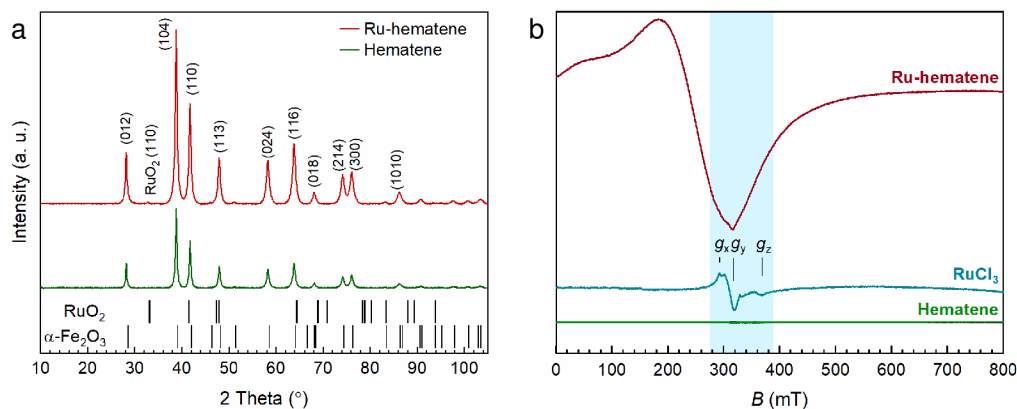 a
Ru-hematene
Hematene
(012)
RuO₂ (110)
(104)
(110)
(113)
(024)
(116)
(018)
(214)
(300)
(1010)
Intensity (a. u.)
RuO₂
α-Fe₂O₃
10 20 30 40 50 60 70 80 90 100
2 Theta (°)
b
Ru-hematene
gx gy gz
RuCl₃
Hematene
0 100 200 300 400 500 600 700 800
B (mT)